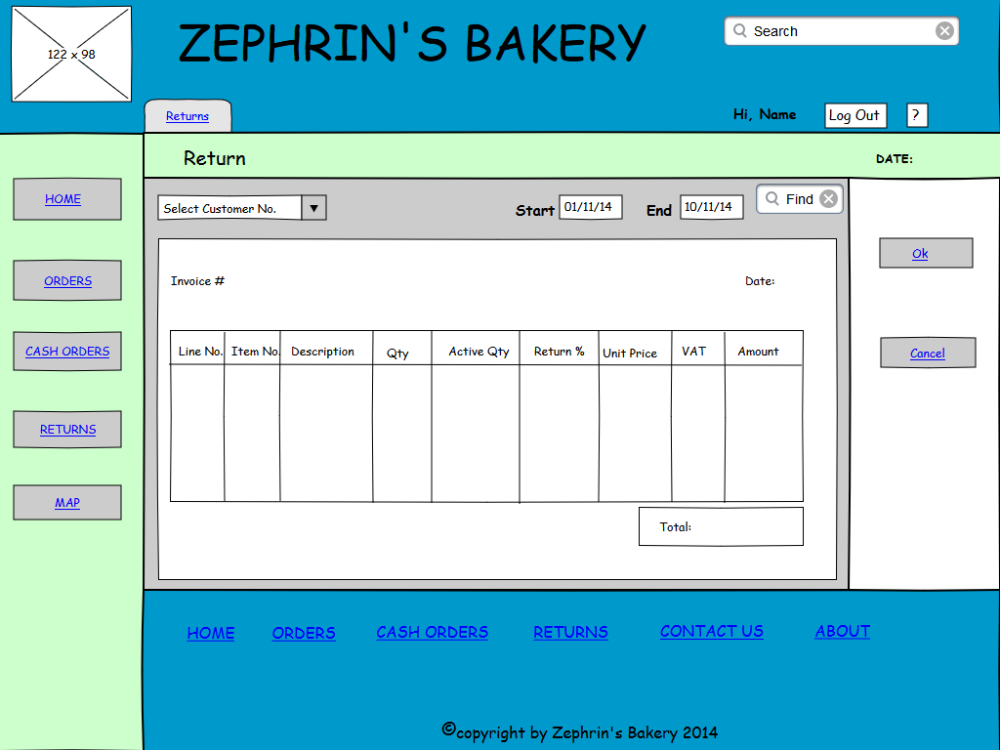 122 x 98
ZEPHRIN'S BAKERY
Search
Returns
Hi, Name
Log Out
?
Return
DATE:
HOME
ORDERS
CASH ORDERS
RETURNS
MAP
Select Customer No.
Start 01/11/14 End 10/11/14
Find
Invoice # Date:
Line No. Item No. Description Qty Active Qty Return % Unit Price VAT Amount
Total:
Ok
Cancel
HOME ORDERS CASH ORDERS RETURNS CONTACT US ABOUT
©copyright by Zephrin's Bakery 2014